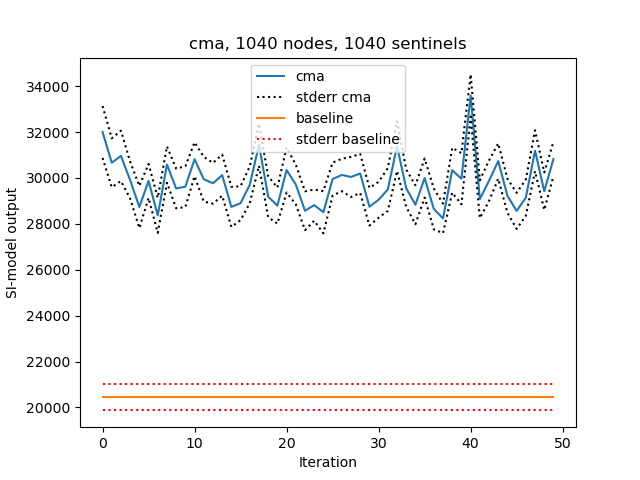 cma, 1040 nodes, 1040 sentinels
cma
stderr cma
baseline
stderr baseline
34000
32000
30000
28000
26000
24000
22000
20000
SI-model output
0 10 20 30 40 50
Iteration